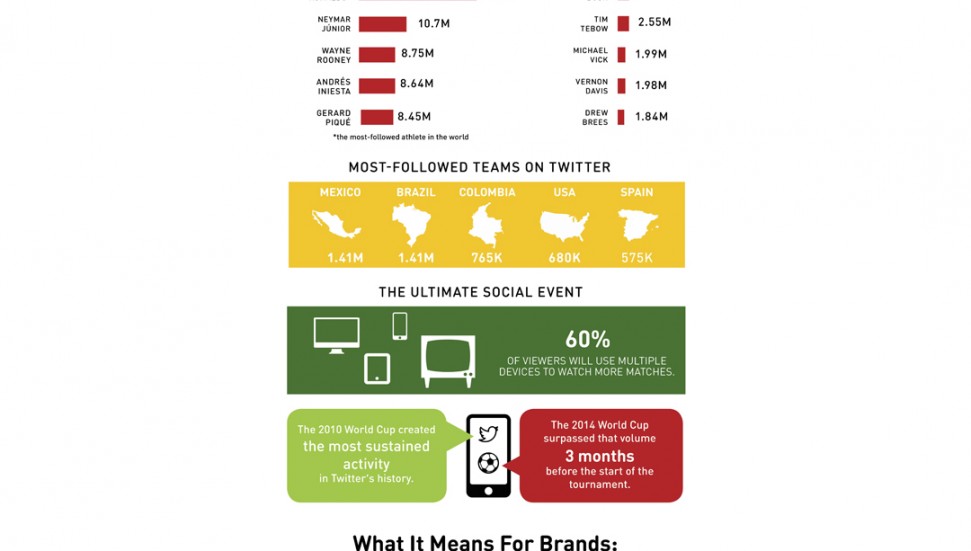 NEYMAR
JÚNIOR
10.7M
WAYNE
ROONEY
8.75M
ANDRÉS
INIESTA
8.64M
GERARD
PIQUÉ
8.45M
*the most-followed athlete in the world
TIM
TEBOW
2.55M
MICHAEL
VICK
1.99M
VERNON
DAVIS
1.98M
DREW
BREES
1.84M
MOST-FOLLOWED TEAMS ON TWITTER
MEXICO BRAZIL COLOMBIA USA SPAIN
1.41M 1.41M 765K 680K 575K
THE ULTIMATE SOCIAL EVENT
60%
OF VIEWERS WILL USE MULTIPLE
DEVICES TO WATCH MORE MATCHES.
The 2010 World Cup created
the most sustained
activity
in Twitter's history.
The 2014 World Cup
surpassed that volume
3 months
before the start of the
tournament.
What It Means For Brands: